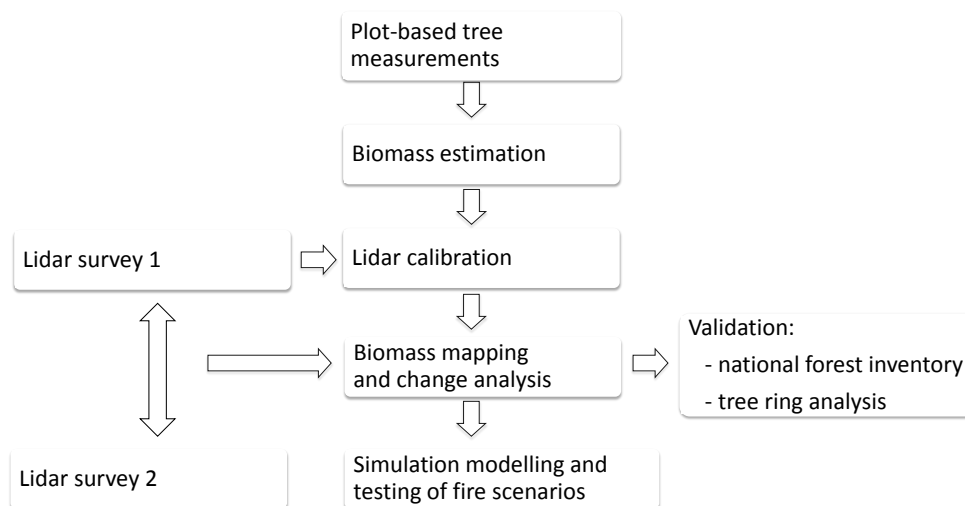 Plot-based tree
measurements
Biomass estimation
Lidar survey 1
Lidar calibration
Biomass mapping
and change analysis
Validation:
- national forest inventory
- tree ring analysis
Lidar survey 2
Simulation modelling and
testing of fire scenarios